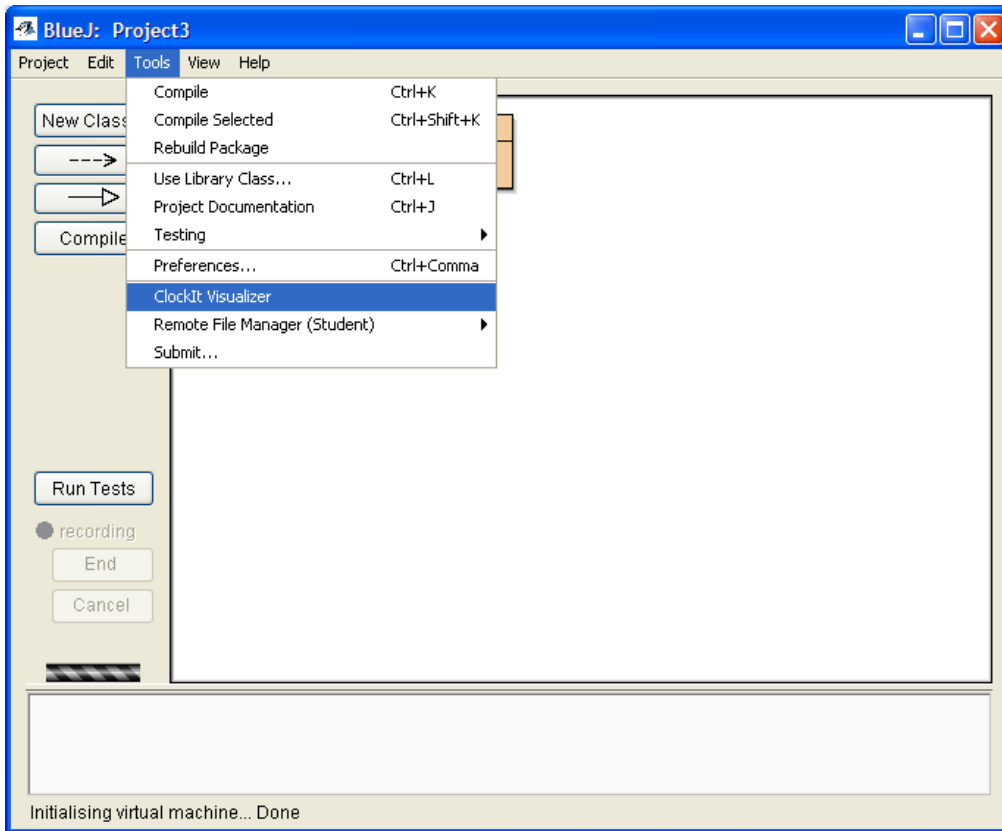 BlueJ: Project3
Project Edit Tools View Help
New Class
Compile
Compile Ctrl+K
Compile Selected Ctrl+Shift+K
Rebuild Package
Use Library Class... Ctrl+L
Project Documentation Ctrl+J
Testing
Preferences... Ctrl+Comma
ClockIt Visualizer
Remote File Manager (Student)
Submit...
Run Tests
recording
End
Cancel
Initialising virtual machine... Done